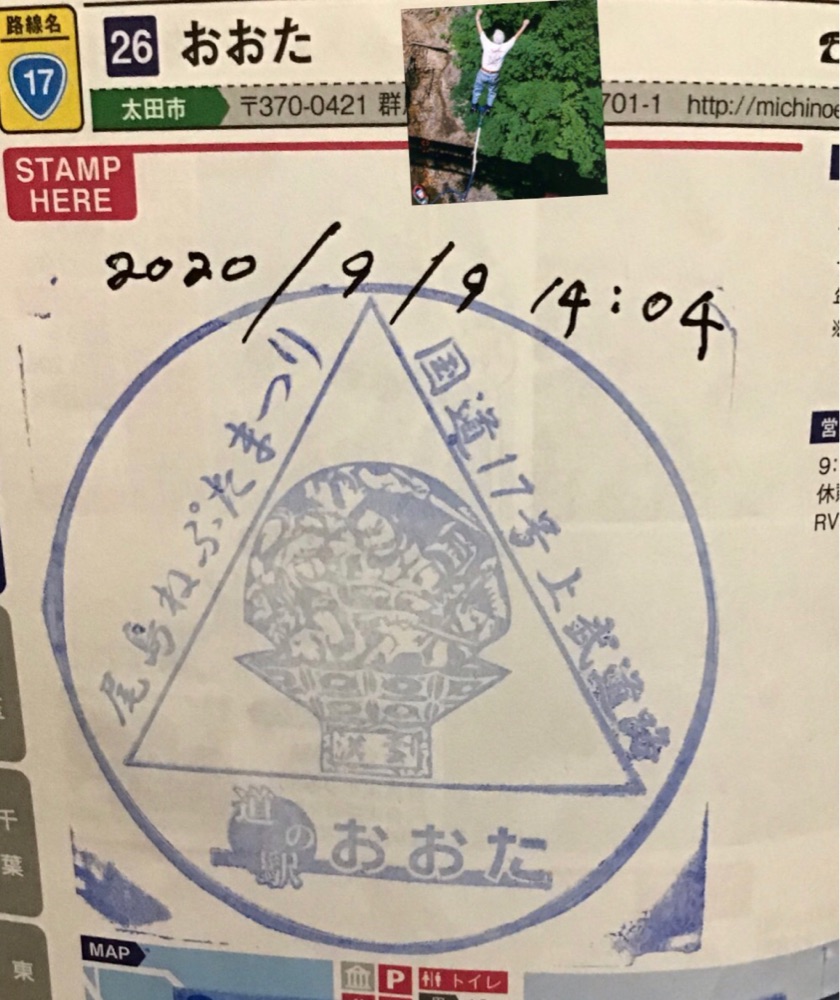 路線名
17
26 おおた
太田市 〒370-0421 群 701-1 http://michinoe
STAMP
HERE
2020/9/9 14:04
尾島ねぷたまつり
国道17号上武道路
道の駅 おおた
営
9:
休
RV
千
葉
東
MAP
P トイレ